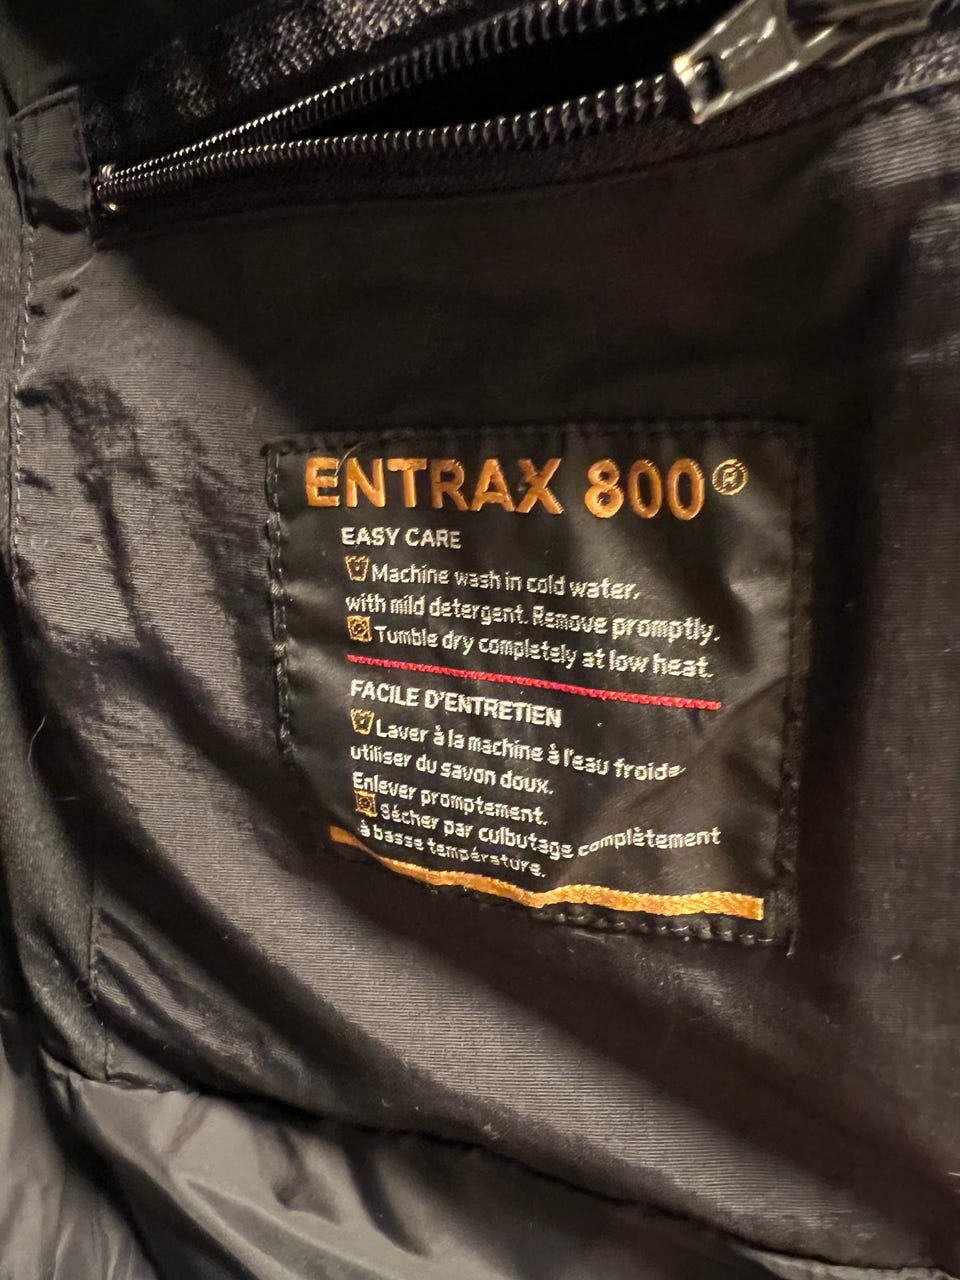 ENTRAX 800®
EASY CARE
Machine wash in cold water,
with mild detergent. Remove promptly.
Tumble dry completely at low heat.
FACILE D'ENTRETIEN
Laver à la machine à l'eau froide
utiliser du savon doux.
Enlever promptement.
Sécher par culbutage complètement
à basse température.